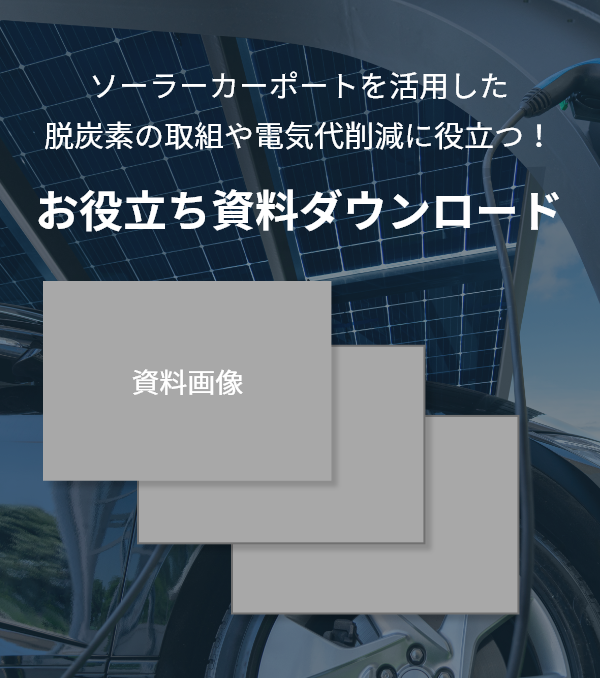 ソーラーカーポートを活用した
脱炭素の取組や電気代削減に役立つ！
お役立ち資料ダウンロード
資料画像